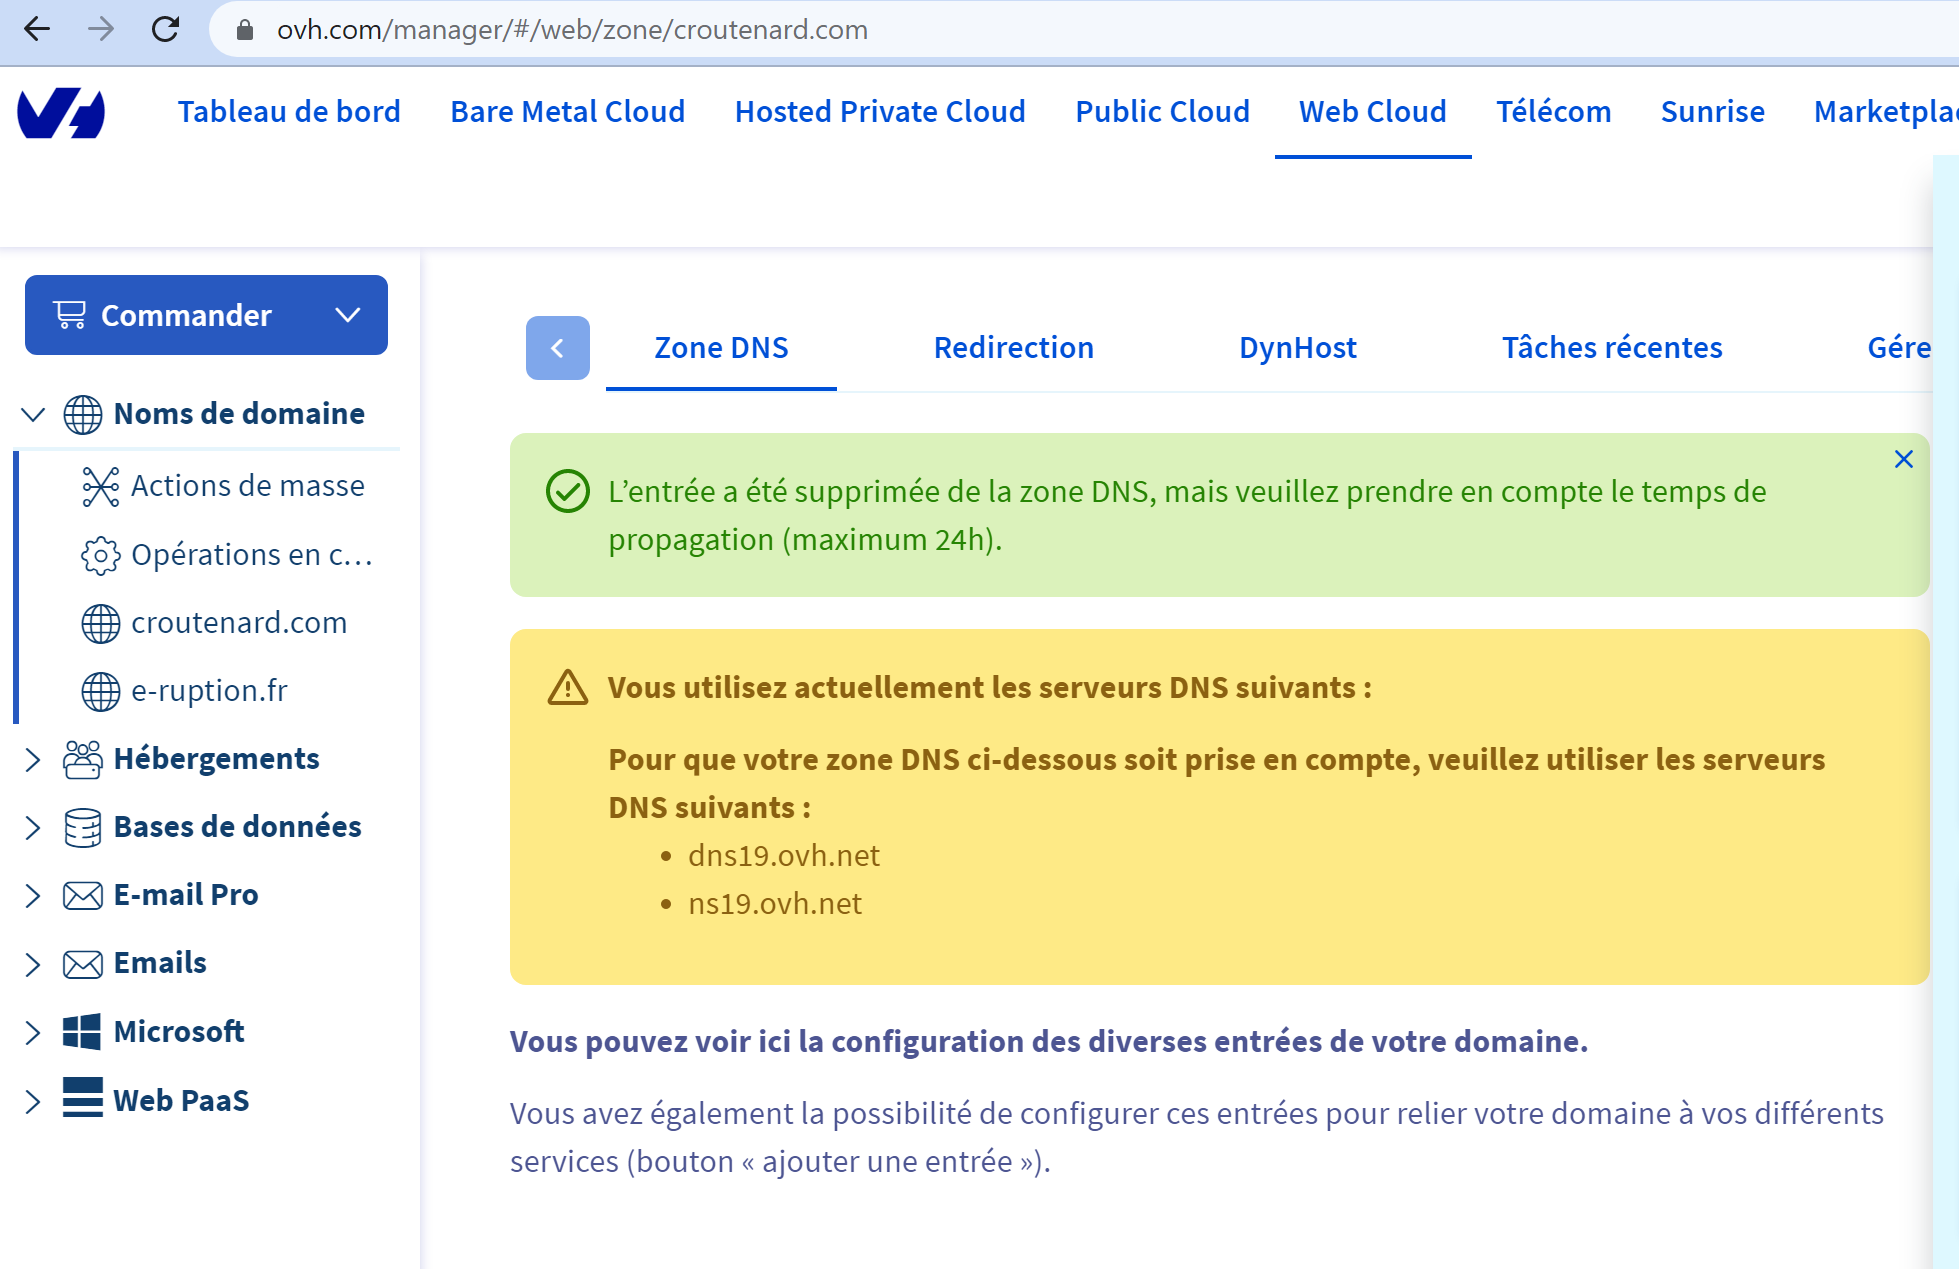 ovh.com/manager/#/web/zone/croutenard.com
Tableau de bord Bare Metal Cloud Hosted Private Cloud Public Cloud Web Cloud Télécom Sunrise Marketpla
Commander
Noms de domaine
Actions de masse
Opérations en c...
croutenard.com
e-ruption.fr
Hébergements
Bases de données
E-mail Pro
Emails
Microsoft
Web PaaS
Zone DNS Redirection DynHost Tâches récentes Gére
L’entrée a été supprimée de la zone DNS, mais veuillez prendre en compte le temps de
propagation (maximum 24h).
Vous utilisez actuellement les serveurs DNS suivants :
Pour que votre zone DNS ci-dessous soit prise en compte, veuillez utiliser les serveurs
DNS suivants :
• dns19.ovh.net
• ns19.ovh.net
Vous pouvez voir ici la configuration des diverses entrées de votre domaine.
Vous avez également la possibilité de configurer ces entrées pour relier votre domaine à vos différents
services (bouton « ajouter une entrée »).